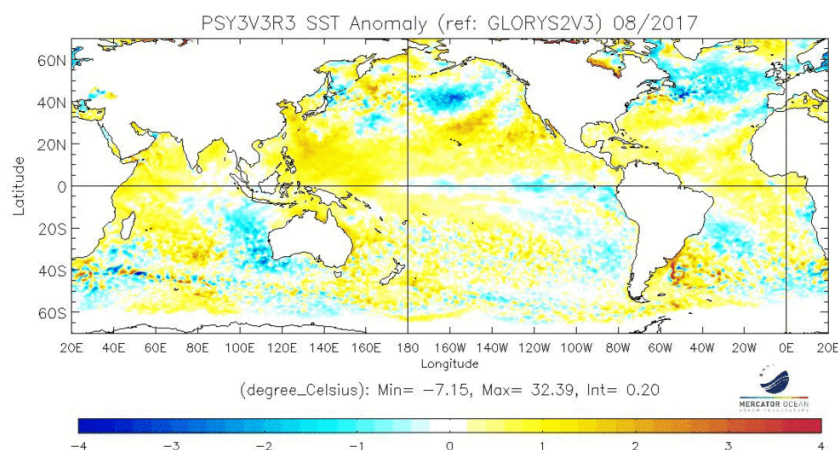 PSY3V3R3 SST Anomaly (ref: GLORYS2V3) 08/2017
60N
40N
20N
0
20S
40S
60S
Latitude
20E 40E 60E 80E 100E 120E 140E 160E 180 160W 140W 120W 100W 80W 60W 40W 20W 0E 20E
Longitude
(degree_Celsius): Min= -7.15, Max= 32.39, Int= 0.20
MERCATOR OCEAN
-4 -3 -2 -1 0 1 2 3 4